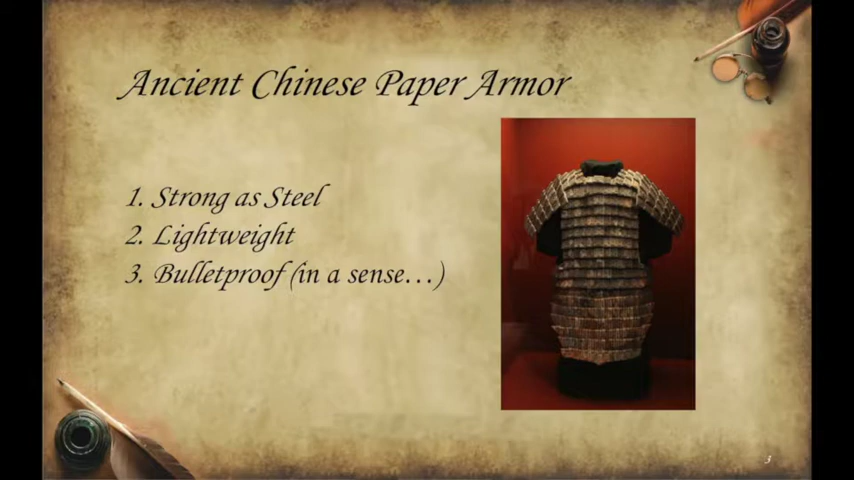 Ancient Chinese Paper Armor
1. Strong as Steel
2. Lightweight
3. Bulletproof (in a sense…)
3